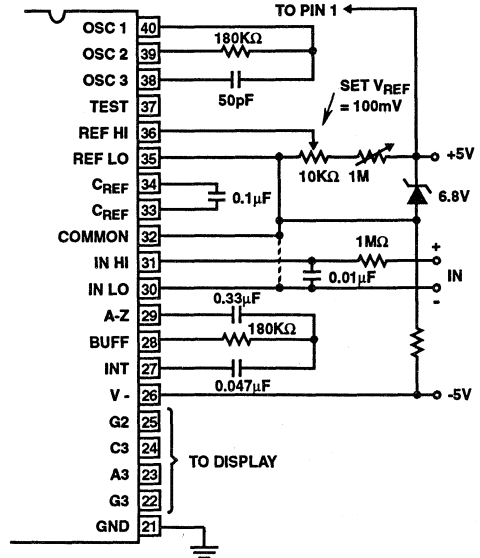 TO PIN 1
OSC 1 40
180KΩ
OSC 2 39
OSC 3 38
50pF
TEST 37
SET VREF
= 100mV
REF HI 36
REF LO 35
+5V
10KΩ 1M
CREF 34
6.8V
0.1µF
CREF 33
COMMON 32
1MΩ
+
IN HI 31
0.01µF
IN
IN LO 30
-
0.33µF
A-Z 29
180KΩ
BUFF 28
INT 27
0.047µF
V - 26
-5V
G2 25
C3 24
TO DISPLAY
A3 23
G3 22
GND 21